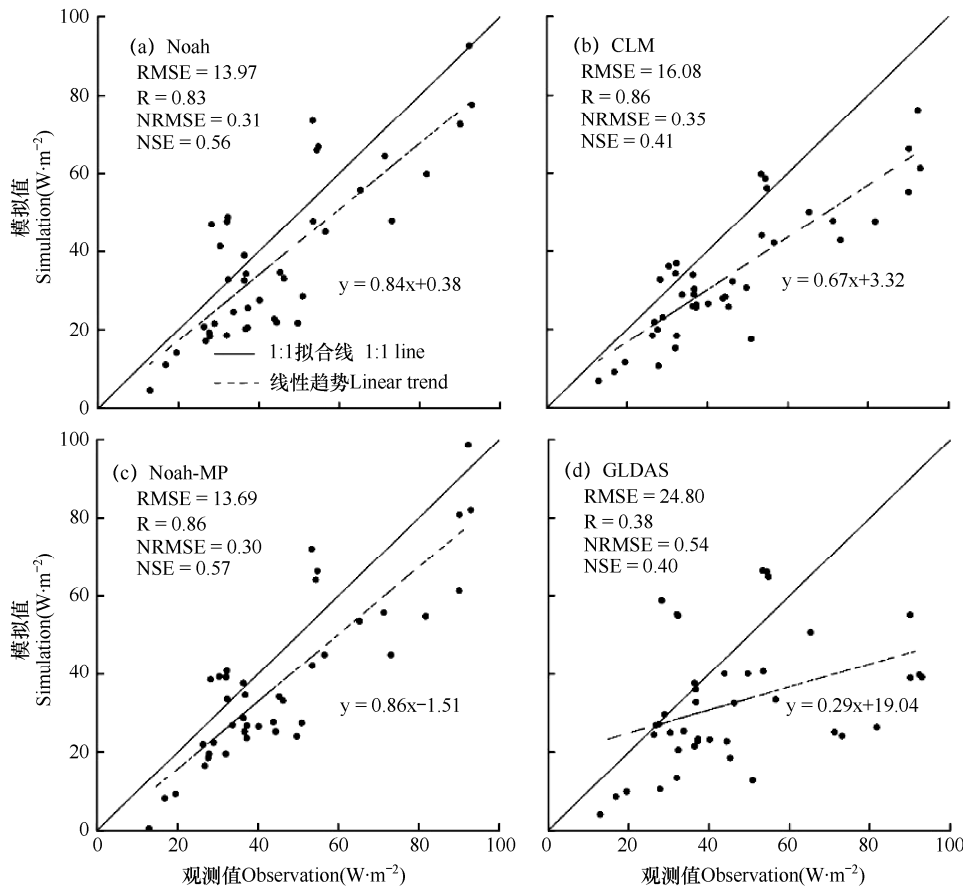 100
80
60
40
20
0
模拟值
Simulation(W·m⁻²)
(a) Noah
RMSE = 13.97
R = 0.83
NRMSE = 0.31
NSE = 0.56
y = 0.84x+0.38
1:1拟合线 1:1 line
线性趋势Linear trend
(b) CLM
RMSE = 16.08
R = 0.86
NRMSE = 0.35
NSE = 0.41
y = 0.67x+3.32
100
80
60
40
20
0
模拟值
Simulation(W·m⁻²)
(c) Noah-MP
RMSE = 13.69
R = 0.86
NRMSE = 0.30
NSE = 0.57
y = 0.86x−1.51
0 20 40 60 80 100
观测值Observation(W·m⁻²)
(d) GLDAS
RMSE = 24.80
R = 0.38
NRMSE = 0.54
NSE = 0.40
y = 0.29x+19.04
20 40 60 80 100
观测值Observation(W·m⁻²)